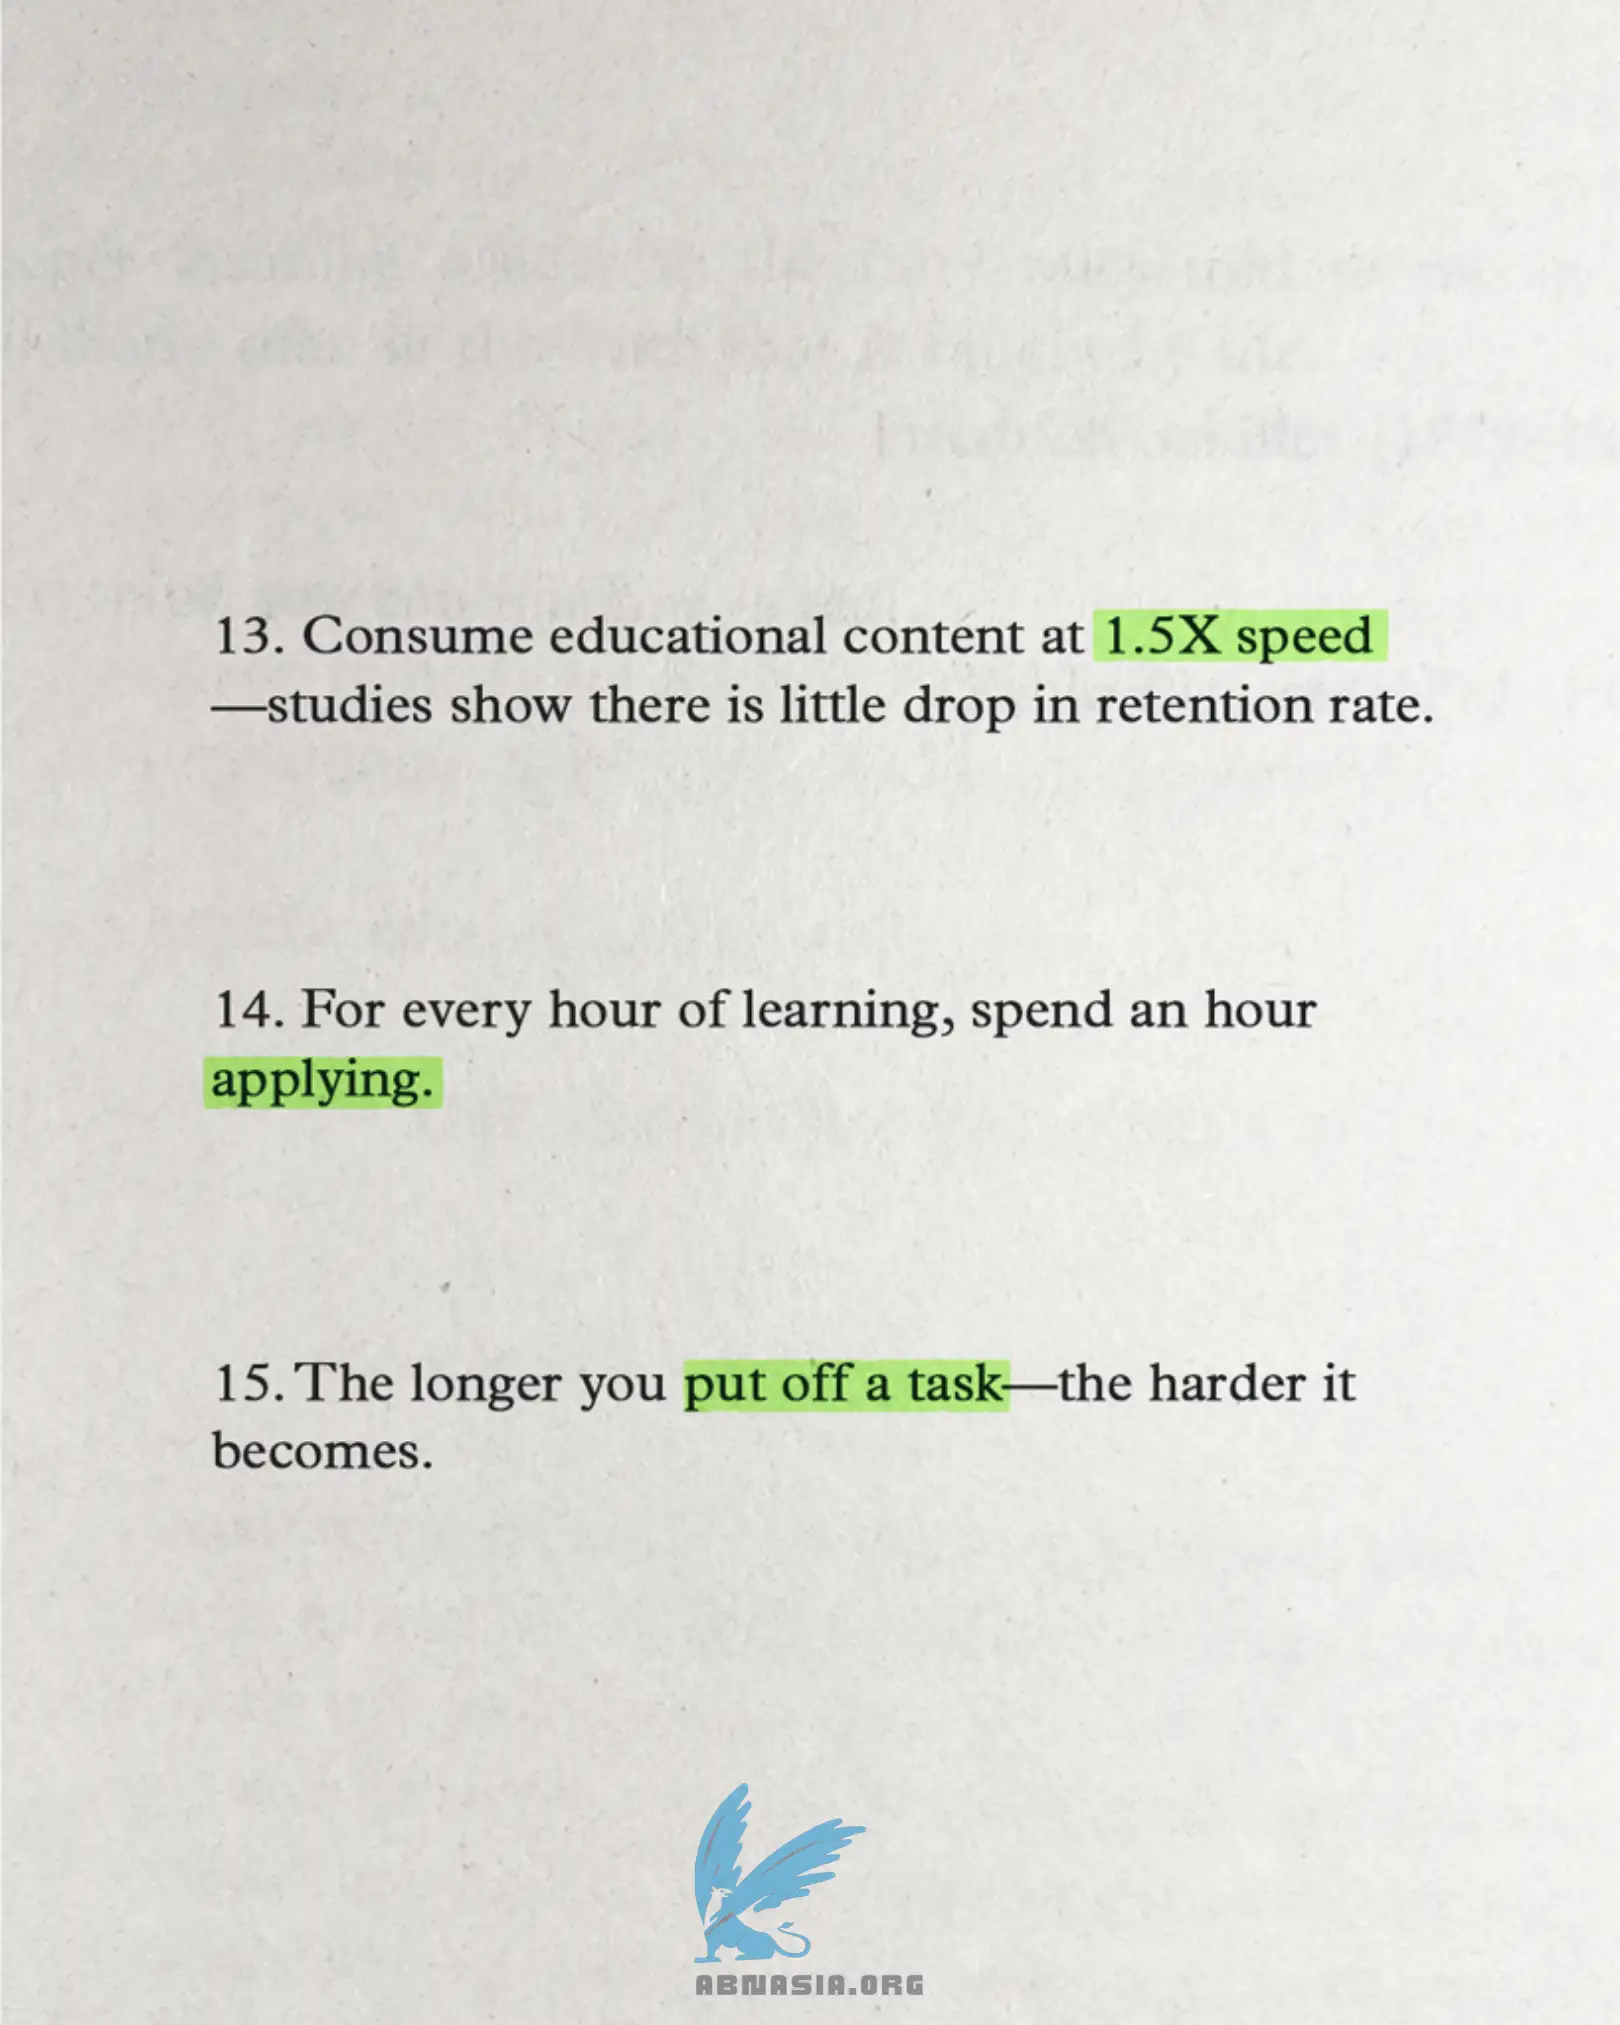 13. Consume educational content at 1.5X speed
—studies show there is little drop in retention rate.
14. For every hour of learning, spend an hour
applying.
15. The longer you put off a task—the harder it
becomes.
ABNASIA.ORG